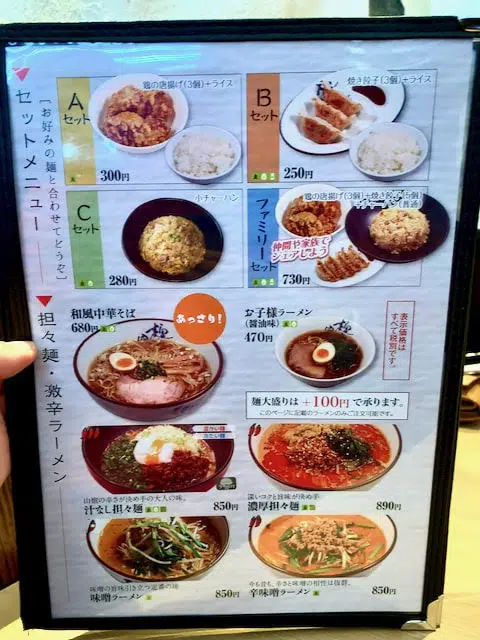 セットメニュー
[お好みの麺と合わせてどうぞ]
A
セット
鶏の唐揚げ(3個)+ライス
300円
B
セット
焼き餃子(3個)+ライス
250円
C
セット
小チャーハン
280円
ファミリーセット
鶏の唐揚げ(3個)+焼き餃子(5個)
+チャーハン(普通)
仲間や家族で
シェアしよう
730円
担々麺・激辛ラーメン
和風中華そば
680円
あっさり!
お子様ラーメン
(醤油味)
470円
表示価格は
すべて税別です。
麺大盛りは+100円で承ります。
このページに記載のラーメンのみご注文可能です。
温かい麺
冷たい麺
山椒の辛さが決め手の大人の味。
汁なし担々麺
850円
深いコクと旨味が決め手
濃厚担々麺
890円
味噌の旨味引き立つ定番の味
味噌ラーメン
850円
今も昔も、辛さと味噌の相性は抜群。
辛味噌ラーメン
850円